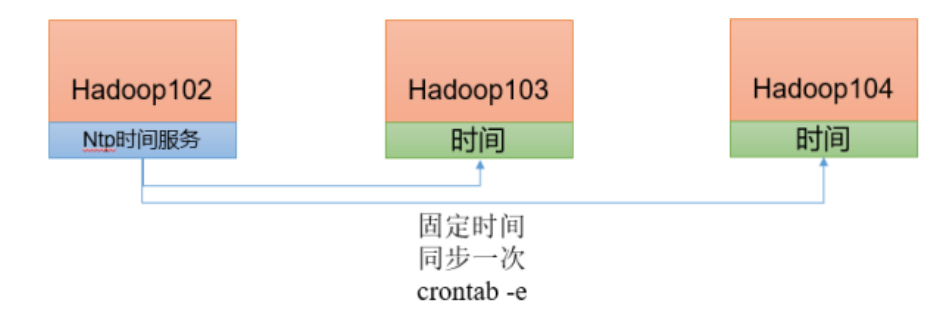 Hadoop102
Hadoop103
Hadoop104
Ntp时间服务
时间
时间
固定时间
同步一次
crontab -e